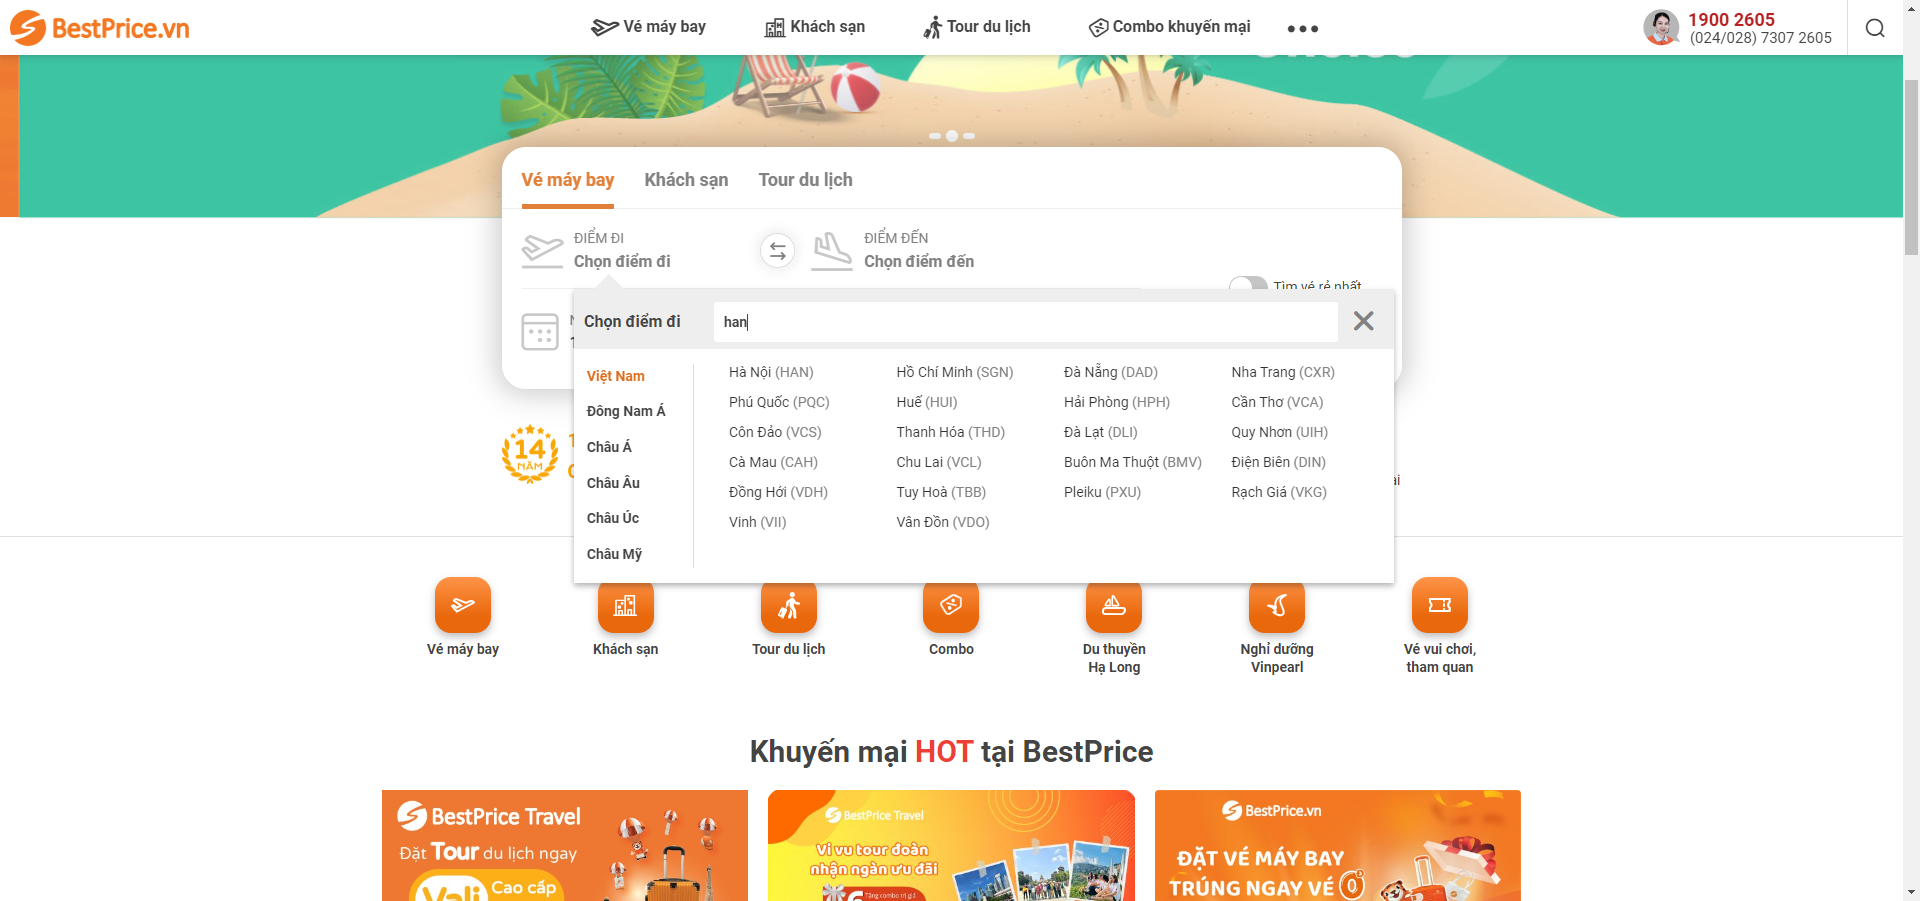 BestPrice.vn
Vé máy bay
Khách sạn
Tour du lịch
Combo khuyến mại
1900 2605
(024/028) 7307 2605
Vé máy bay
Khách sạn
Tour du lịch
ĐIỂM ĐI
Chọn điểm đi
ĐIỂM ĐẾN
Chọn điểm đến
Tìm vé rẻ nhất
Chọn điểm đi
han
Việt Nam
Đông Nam Á
Châu Á
Châu Âu
Châu Úc
Châu Mỹ
Hà Nội (HAN)
Hồ Chí Minh (SGN)
Đà Nẵng (DAD)
Nha Trang (CXR)
Phú Quốc (PQC)
Huế (HUI)
Hải Phòng (HPH)
Cần Thơ (VCA)
Côn Đảo (VCS)
Thanh Hóa (THD)
Đà Lạt (DLI)
Quy Nhơn (UIH)
Cà Mau (CAH)
Chu Lai (VCL)
Buôn Ma Thuột (BMV)
Điện Biên (DIN)
Đồng Hới (VDH)
Tuy Hoà (TBB)
Pleiku (PXU)
Rạch Giá (VKG)
Vinh (VII)
Vân Đồn (VDO)
14
NĂM
Vé máy bay
Khách sạn
Tour du lịch
Combo
Du thuyền
Hạ Long
Nghỉ dưỡng
Vinpearl
Vé vui chơi,
tham quan
Khuyến mại HOT tại BestPrice
BestPrice Travel
Đặt Tour du lịch ngay
Vali Cao cấp
BestPrice Travel
Vi vu tour đoàn
nhận ngàn ưu đãi
BestPrice.vn
ĐẶT VÉ MÁY BAY
TRÚNG NGAY VÉ 0